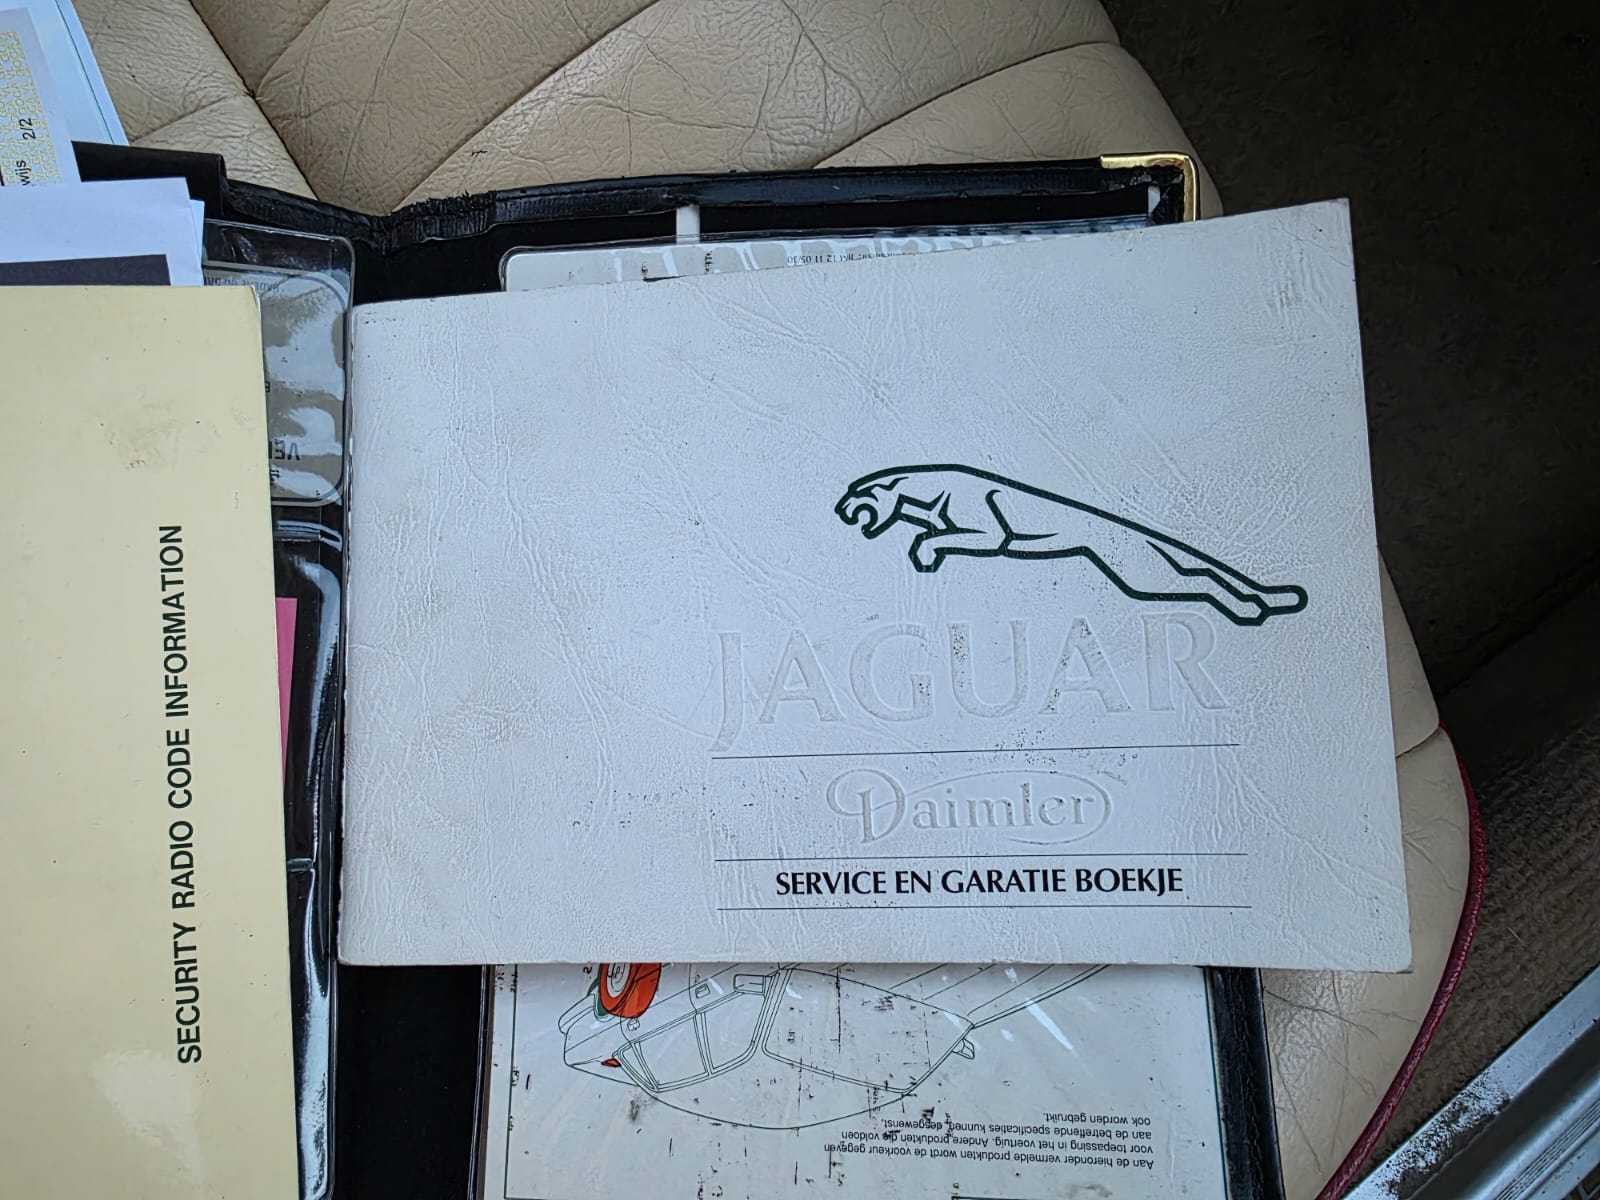 wijs 2/2
SECURITY RADIO CODE INFORMATION
JAGUAR
Daimler
SERVICE EN GARATIE BOEKJE
Aan de hieronder vermelde produkten wordt de voorkeur gegeven
voor toepassing in het voertuig. Andere produkten die voldoen
aan de betreffende specificaties kunnen, desgewenst,
ook worden gebruikt.